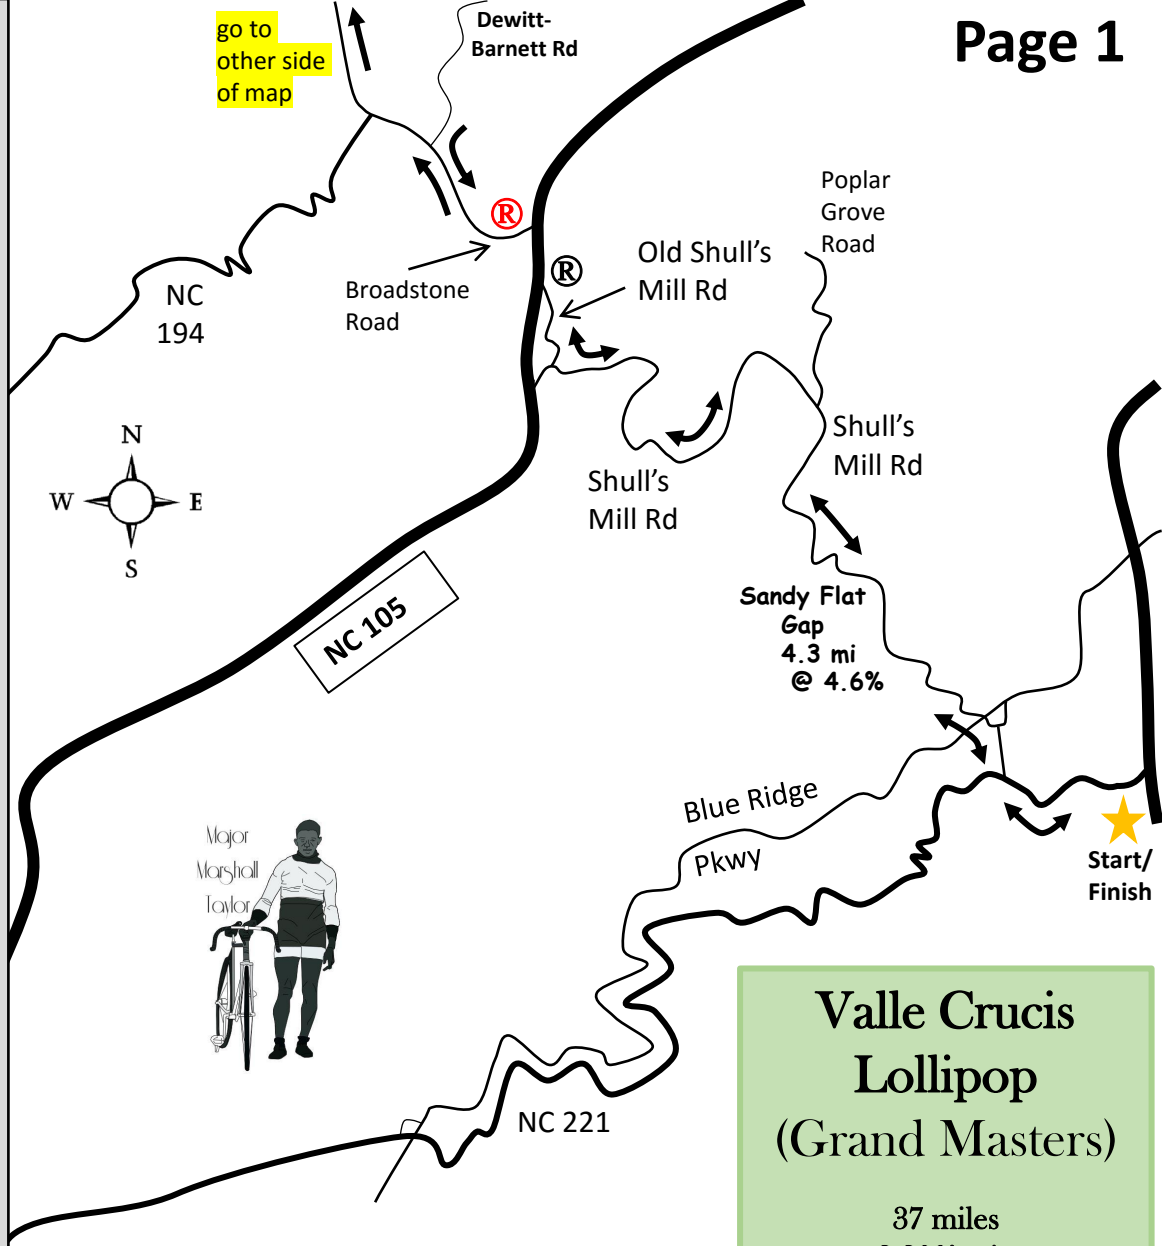 go to
other side
of map
Dewitt-
Barnett Rd
Page 1
Poplar
Grove
Road
®
Old Shull's
Mill Rd
®
Broadstone
Road
NC
194
N
W E
S
Shull's
Mill Rd
Shull's
Mill Rd
NC 105
Sandy Flat
Gap
4.3 mi
@ 4.6%
Blue Ridge
Pkwy
Start/
Finish
Major
Marshall
Taylor
NC 221
Valle Crucis
Lollipop
(Grand Masters)
37 miles